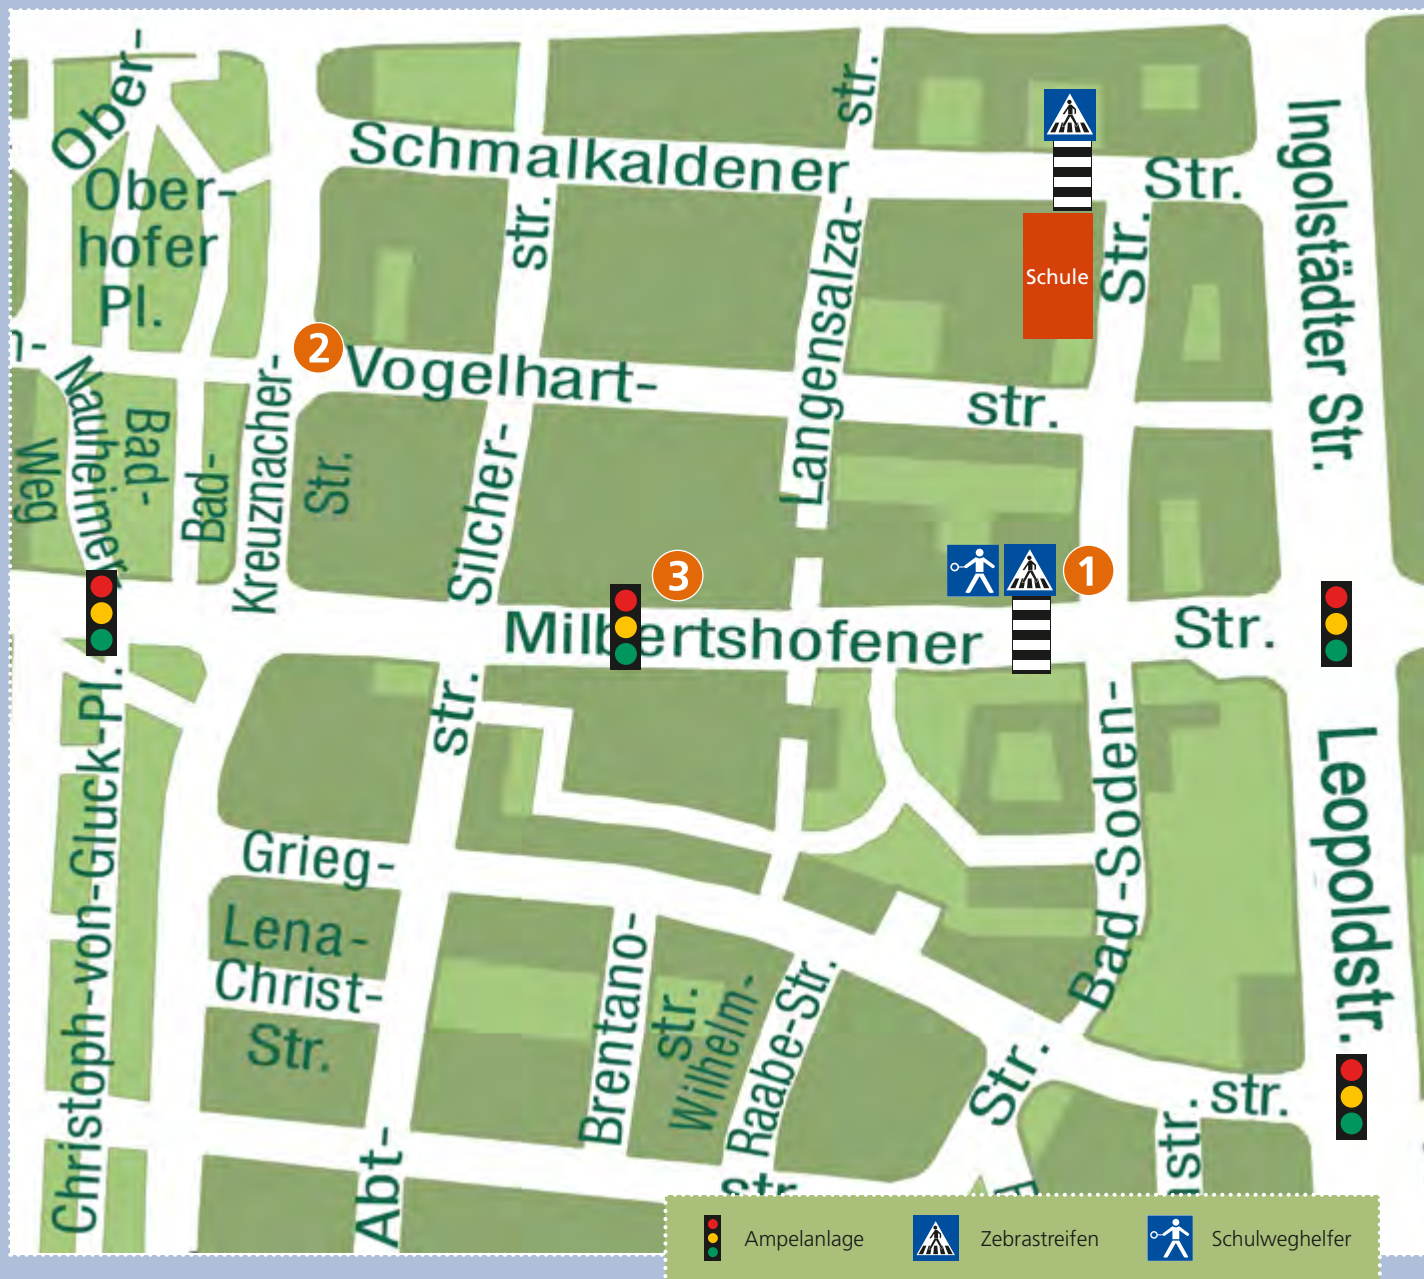 Ober-
str.
Ingolstädter Str.
Schmalkaldener
Str.
Ober-
hofer
Pl.
str.
Langensalza-
Str.
Schule
2
Vogelhart-
str.
n-
Nauheimer
Bad-
Weg
Bad-
Kreuznacher-
Str.
Silcher-
3
1
Milbertshofener
Str.
str.
Christoph-von-Gluck-Pl.
Bad-Soden-
Str.
Leopoldstr.
Grieg-
str.
Lena-
Christ-
Str.
Brentano-
str.
Wilhelm-
Raabe-Str.
Abt-
str.
Ampelanlage
Zebrastreifen
Schulweghelfer